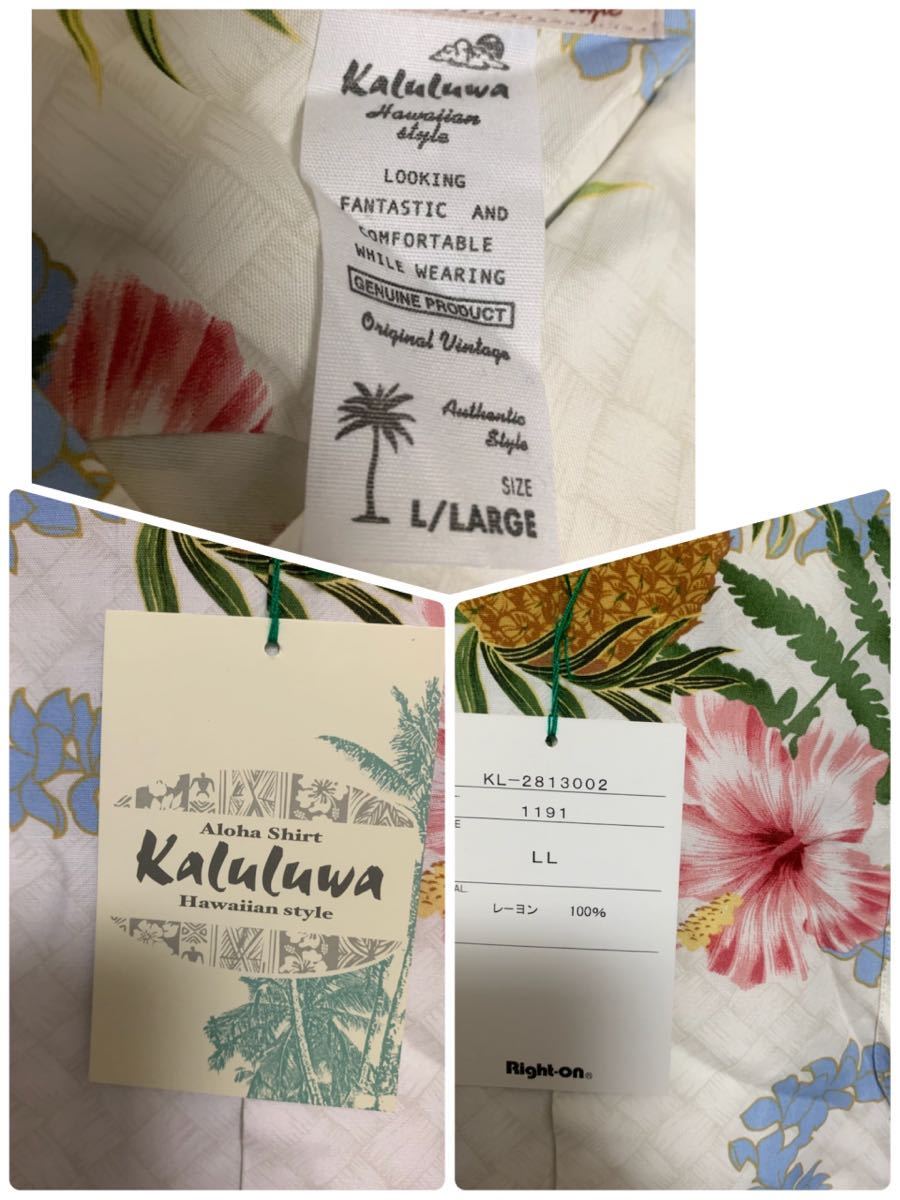 Kaluluwa
Hawaiian
style
LOOKING
FANTASTIC AND
COMFORTABLE
WHILE WEARING
GENUINE PRODUCT
Original Vintage
Authentic
Style
SIZE
L/LARGE
Aloha Shirt
Kaluluwa
Hawaiian style
KL-2813002
1191
E
LL
AL
レーヨン 100%
Right-on®